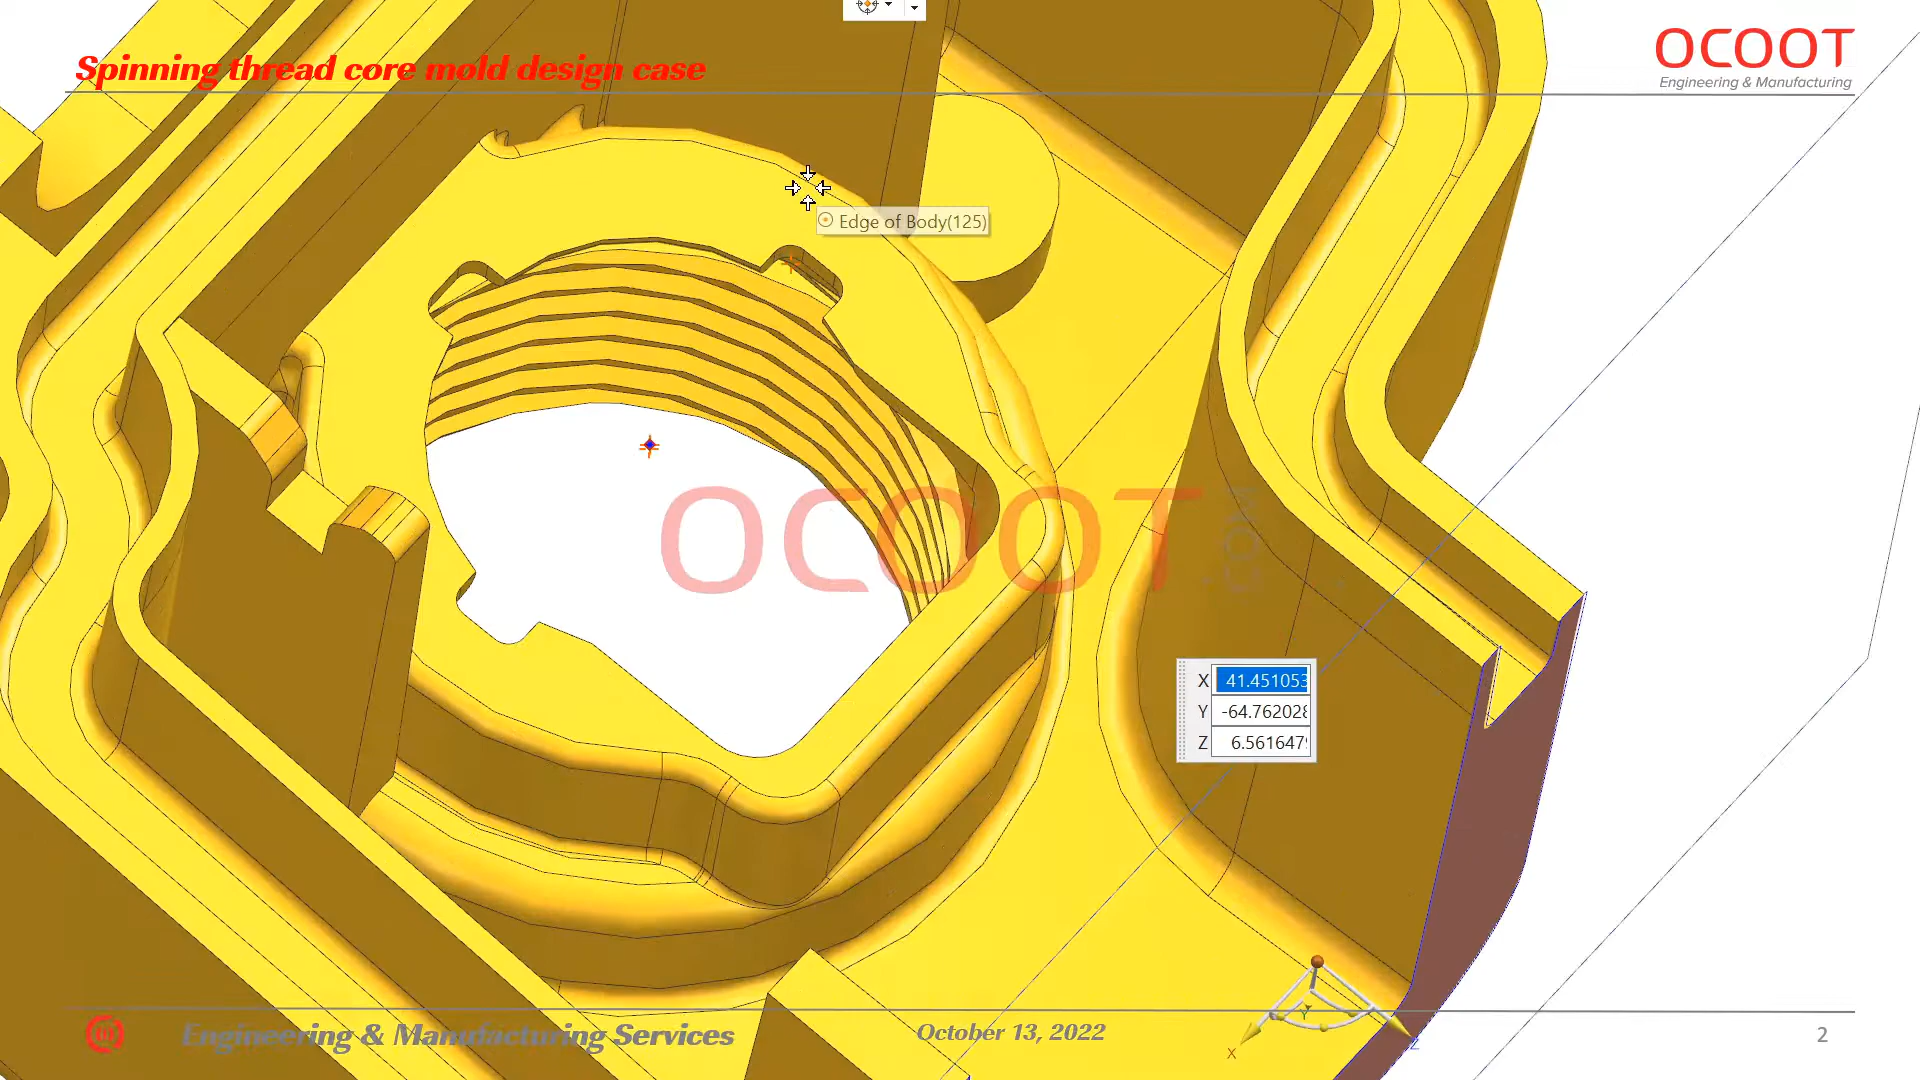 Spinning thread core mold design case
OCOOT
Engineering & Manufacturing
Edge of Body(125)
OCOOT
X 41.451053
Y -64.762028
Z 6.561647
X
Y
Z
Engineering & Manufacturing Services
October 13, 2022
2